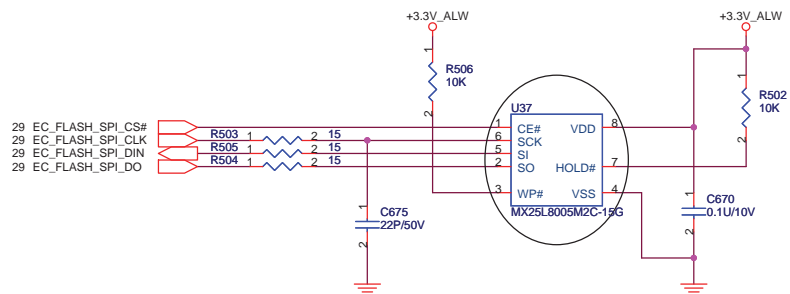 +3.3V_ALW
+3.3V_ALW
1
R506
10K
2
1
R502
10K
2
U37
29 EC_FLASH_SPI_CS#
1 CE# VDD 8
29 EC_FLASH_SPI_CLK R503 1 2 15
6 SCK
29 EC_FLASH_SPI_DIN R505 1 2 15
5 SI
29 EC_FLASH_SPI_DO R504 1 2 15
2 SO HOLD# 7
3 WP# VSS 4
MX25L8005M2C-15G
1
C675
22P/50V
2
1
C670
0.1U/10V
2